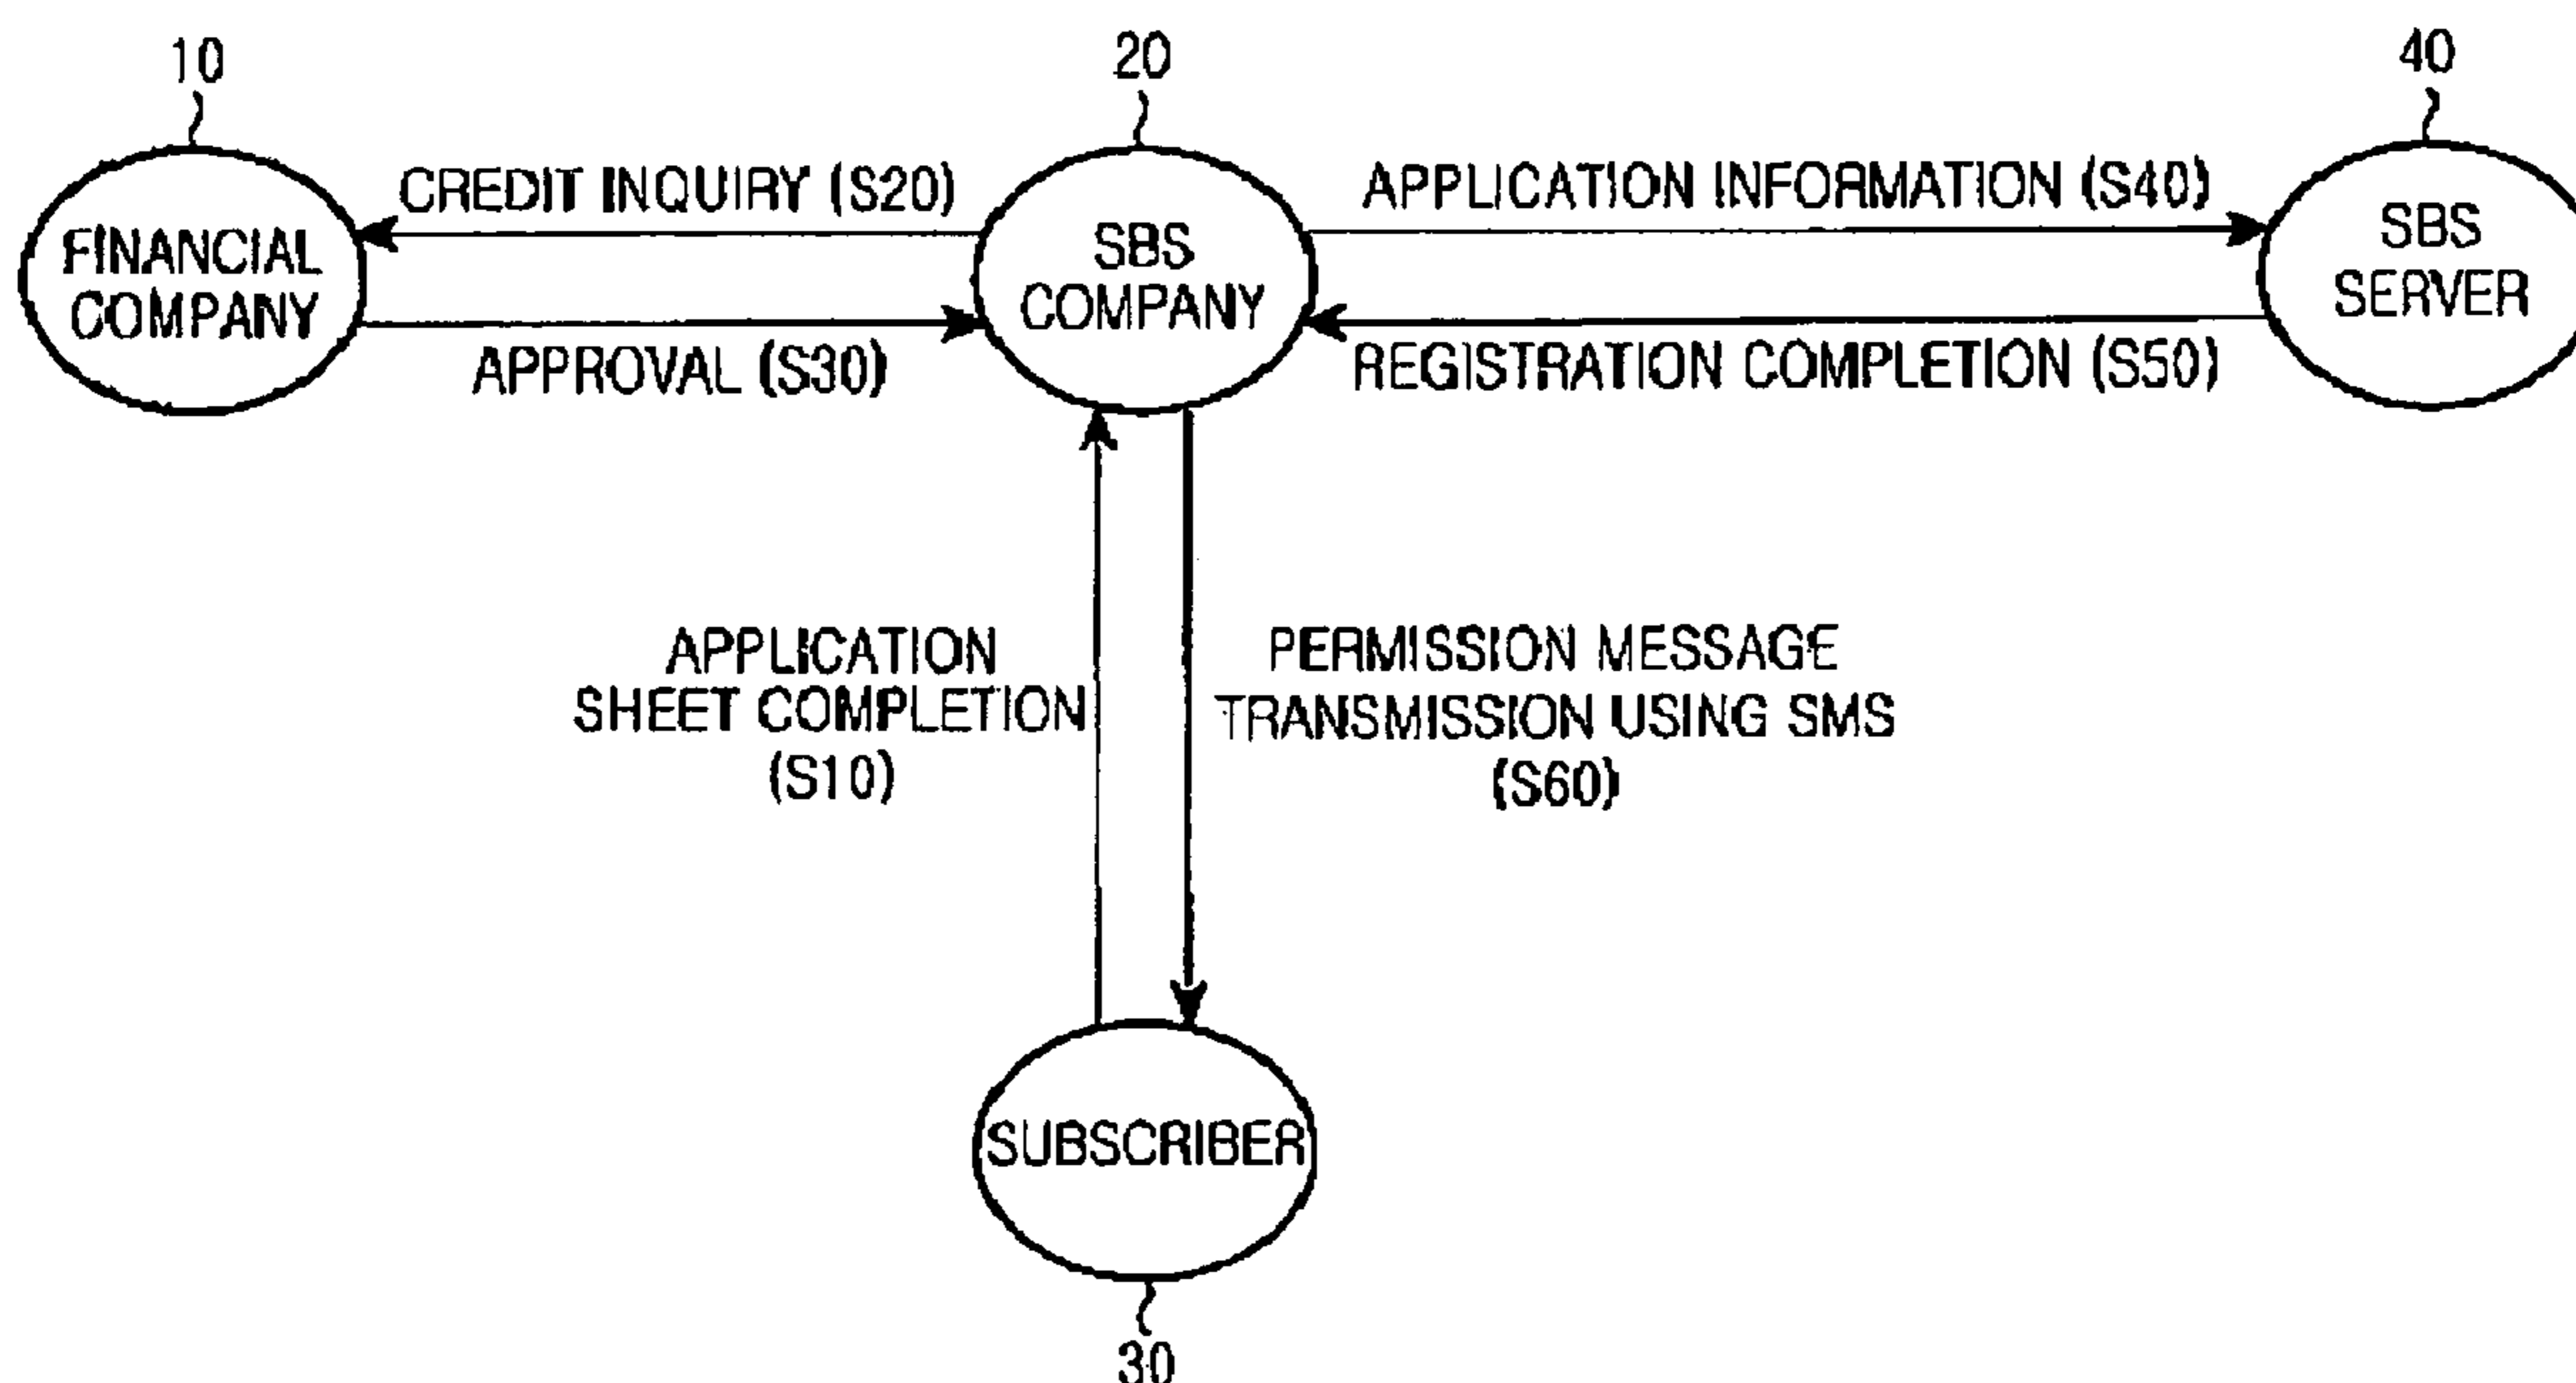 10
20
40
CREDIT INQUIRY (S20)
APPLICATION INFORMATION (S40)
FINANCIAL
COMPANY
SBS
COMPANY
SBS
SERVER
APPROVAL (S30)
REGISTRATION COMPLETION (S50)
APPLICATION
SHEET COMPLETION
(S10)
PERMISSION MESSAGE
TRANSMISSION USING SMS
(S60)
SUBSCRIBER
30